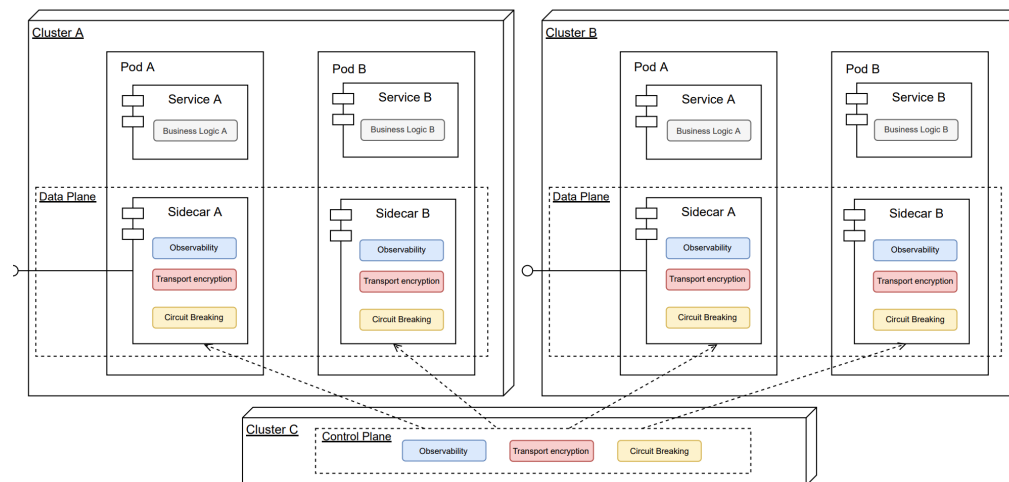 Cluster A
Pod A
Service A
Business Logic A
Pod B
Service B
Business Logic B
Data Plane
Sidecar A
Observability
Transport encryption
Circuit Breaking
Sidecar B
Observability
Transport encryption
Circuit Breaking
Cluster B
Pod A
Service A
Business Logic A
Pod B
Service B
Business Logic B
Data Plane
Sidecar A
Observability
Transport encryption
Circuit Breaking
Sidecar B
Observability
Transport encryption
Circuit Breaking
Cluster C
Control Plane
Observability
Transport encryption
Circuit Breaking